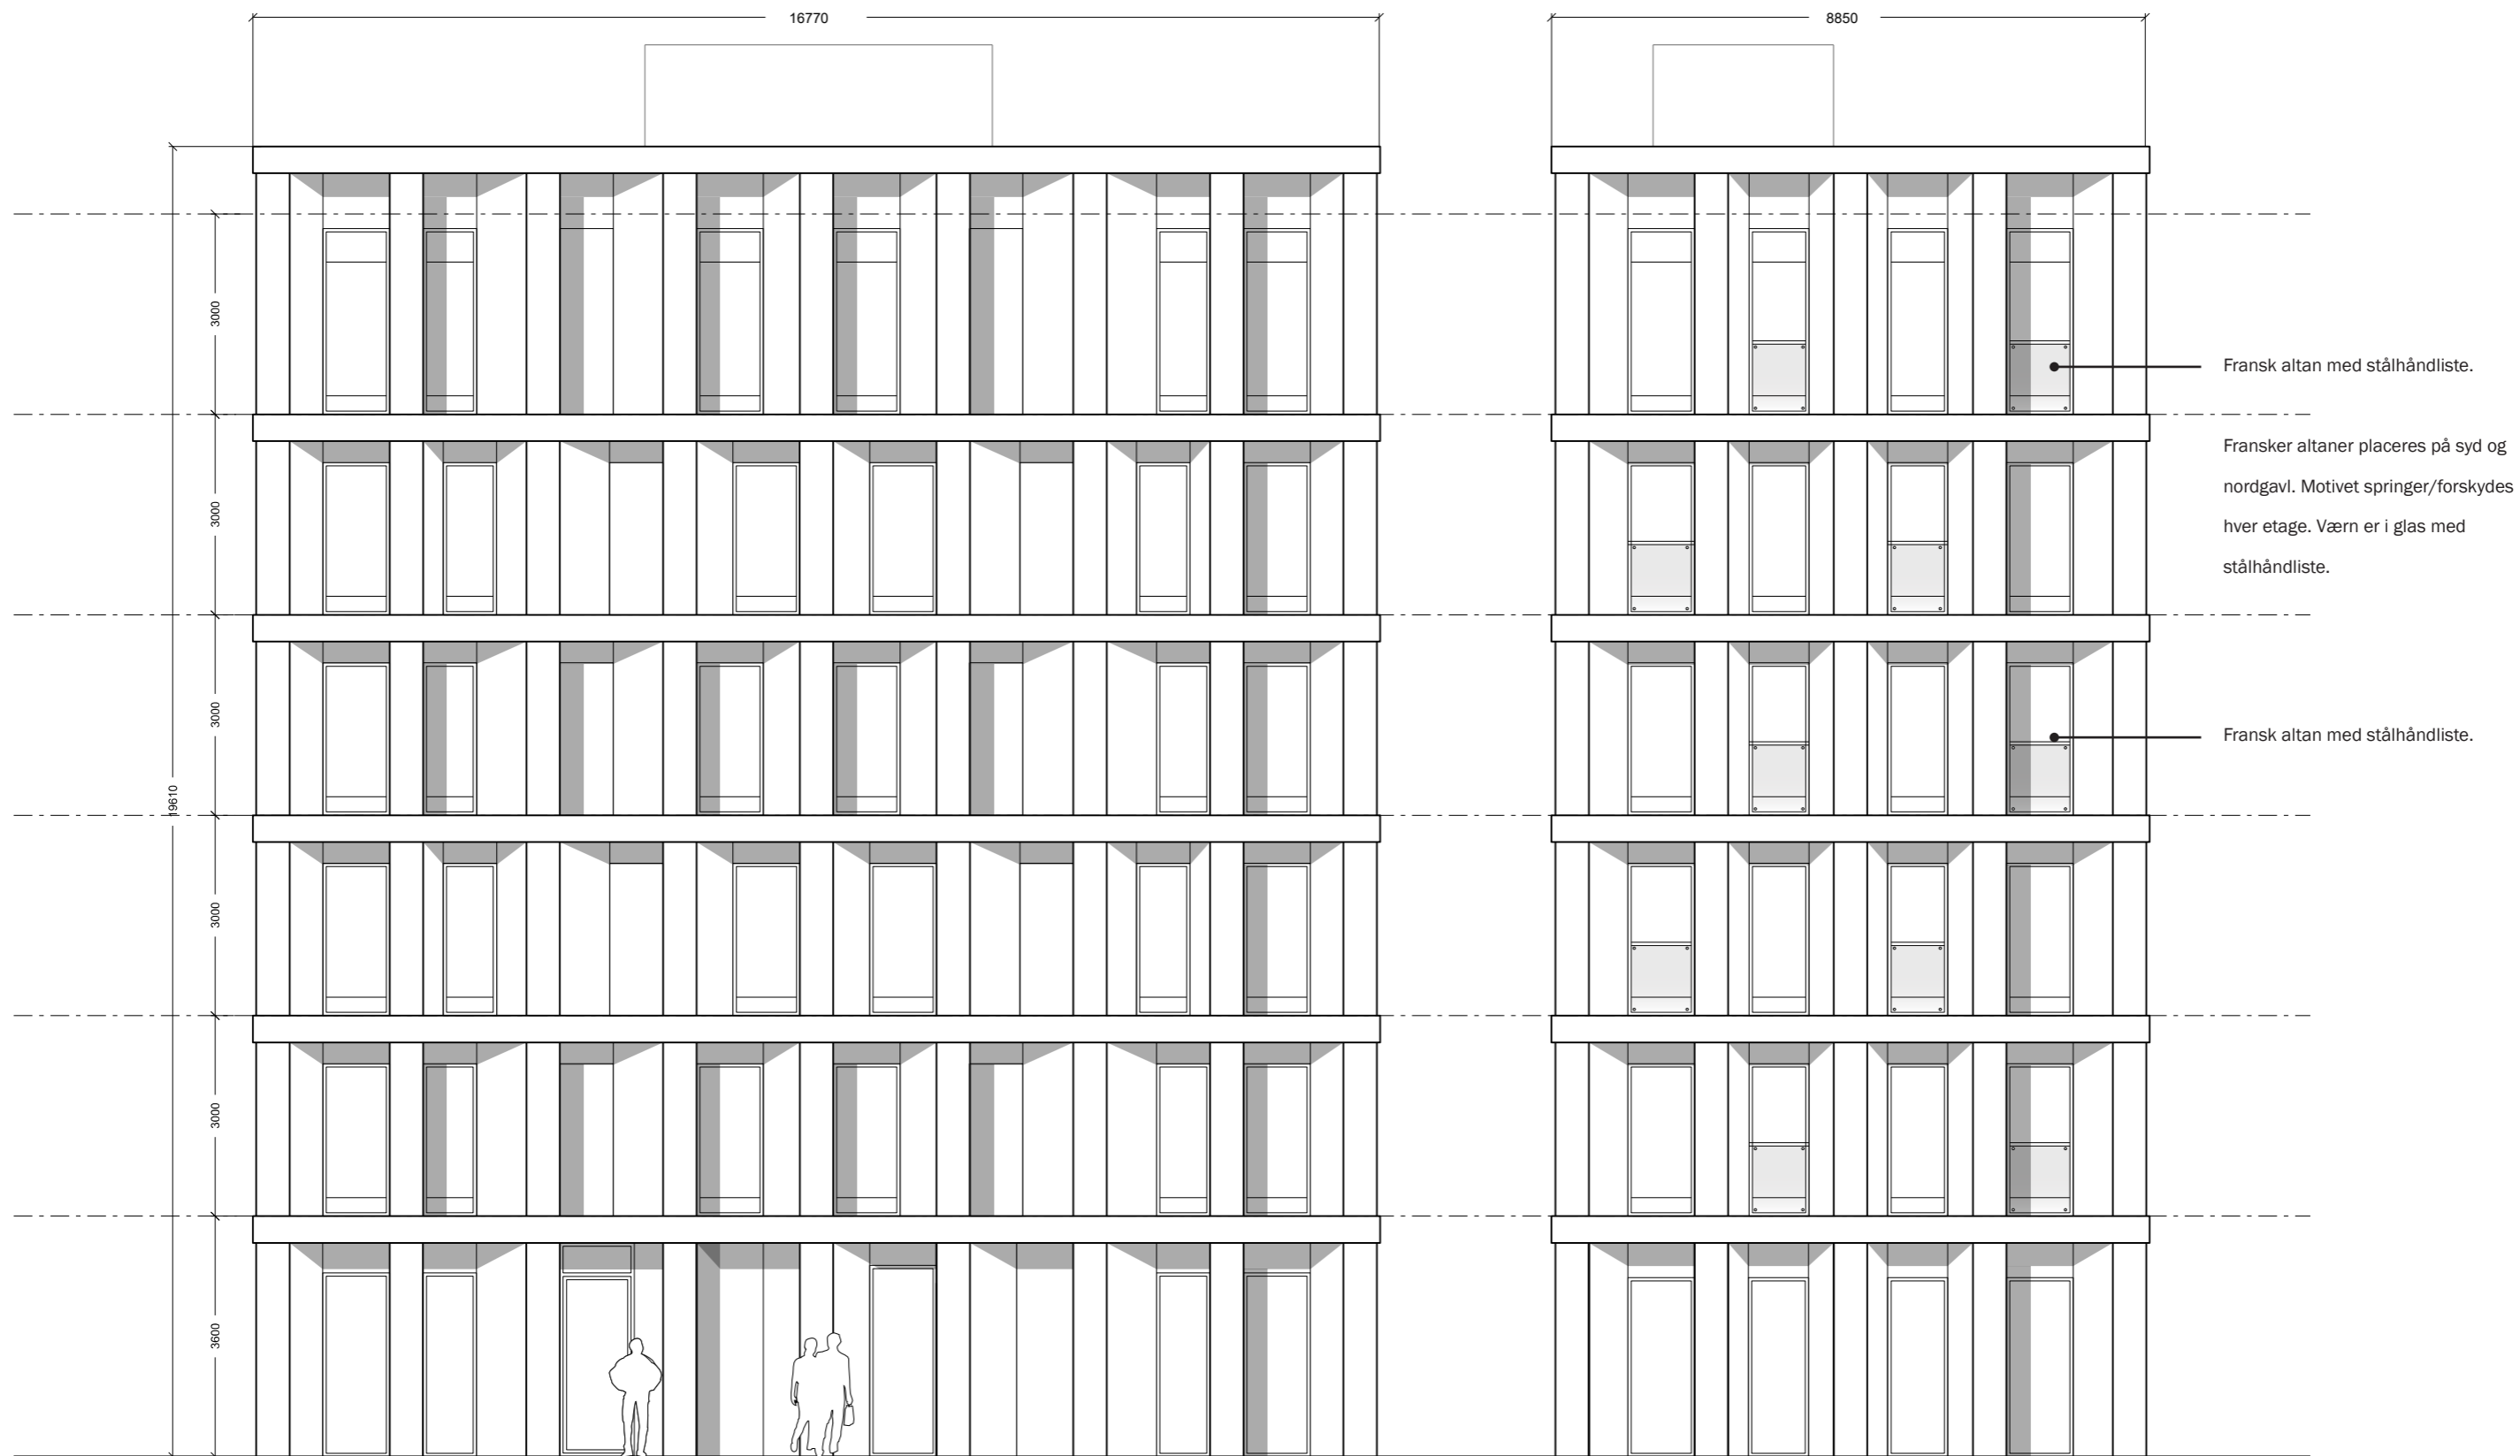 16770
8850
3000
Fransk altan med stålhåndliste.
Fransker altaner placeres på syd og
nordgavl. Motivet springer/forskydes
hver etage. Værn er i glas med
stålhåndliste.
3000
3000
Fransk altan med stålhåndliste.
19610
3000
3000
3600